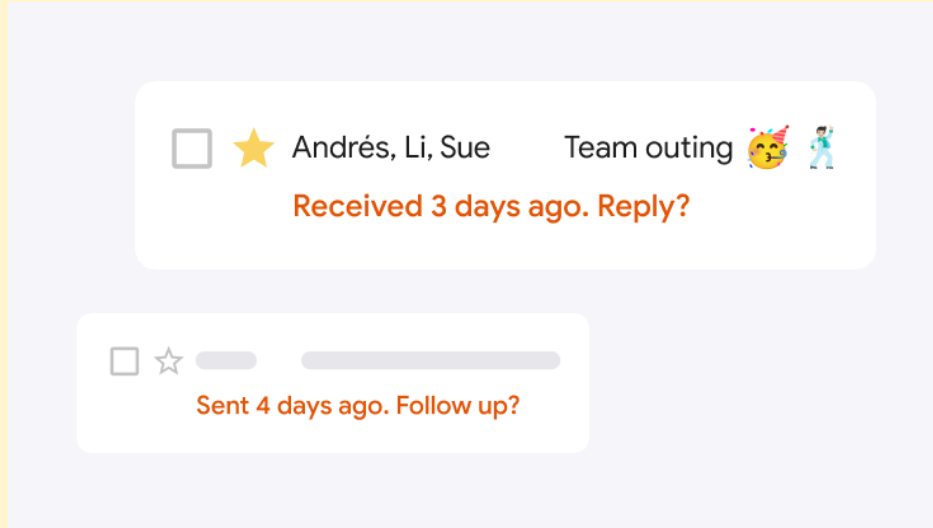 Andrés, Li, Sue Team outing 🥳 🕺🏻
Received 3 days ago. Reply?
Sent 4 days ago. Follow up?